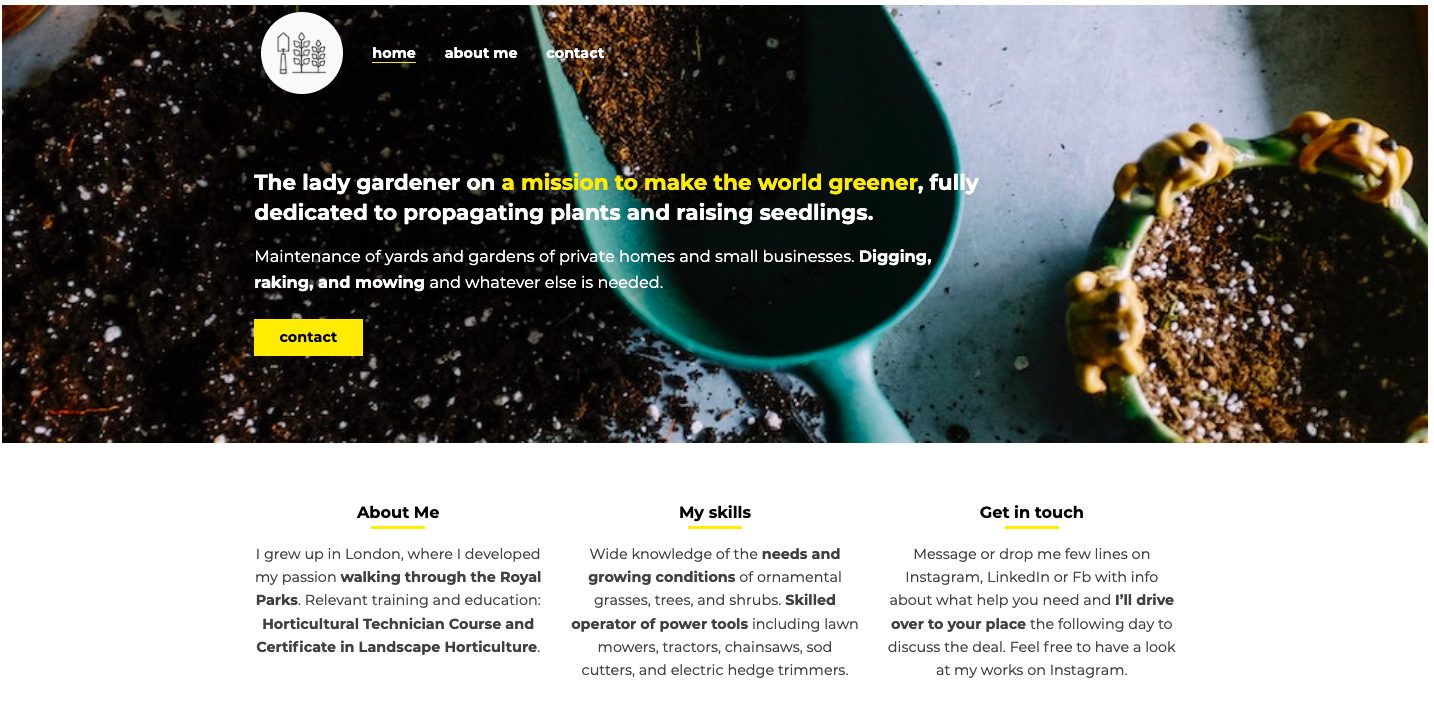 home about me contact
The lady gardener on a mission to make the world greener, fully
dedicated to propagating plants and raising seedlings.
Maintenance of yards and gardens of private homes and small businesses. Digging,
raking, and mowing and whatever else is needed.
contact
About Me
I grew up in London, where I developed
my passion walking through the Royal
Parks. Relevant training and education:
Horticultural Technician Course and
Certificate in Landscape Horticulture.
My skills
Wide knowledge of the needs and
growing conditions of ornamental
grasses, trees, and shrubs. Skilled
operator of power tools including lawn
mowers, tractors, chainsaws, sod
cutters, and electric hedge trimmers.
Get in touch
Message or drop me few lines on
Instagram, LinkedIn or Fb with info
about what help you need and I’ll drive
over to your place the following day to
discuss the deal. Feel free to have a look
at my works on Instagram.